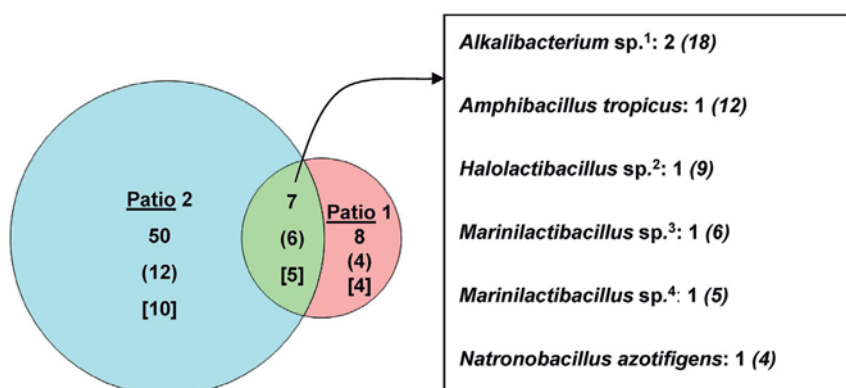 Patio 2
50
(12)
[10]
7
(6)
[5]
Patio 1
8
(4)
[4]
Alkalibacterium sp.1: 2 (18)
Amphibacillus tropicus: 1 (12)
Halolactibacillus sp.2: 1 (9)
Marinilactibacillus sp.3: 1 (6)
Marinilactibacillus sp.4: 1 (5)
Natronobacillus azotifigens: 1 (4)